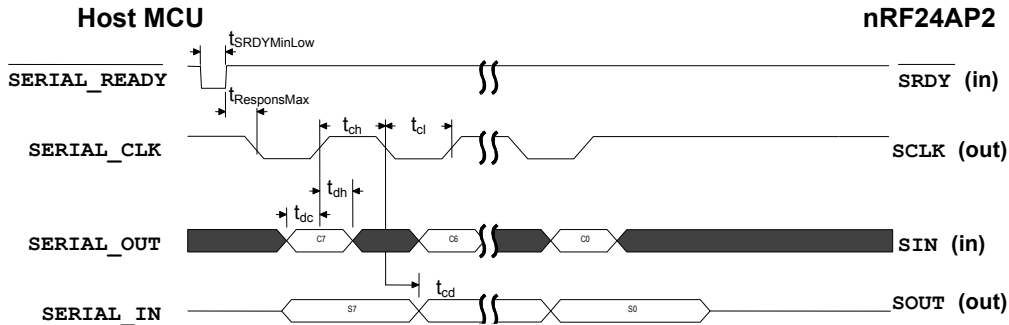 Host MCU nRF24AP2
tSRDYMinLow
SERIAL_READY SRDY (in)
tResponsMax
tch tcl
SERIAL_CLK SCLK (out)
tdh
tdc
SERIAL_OUT C7 C6 C0 SIN (in)
tcd
SERIAL_IN S7 S0 SOUT (out)